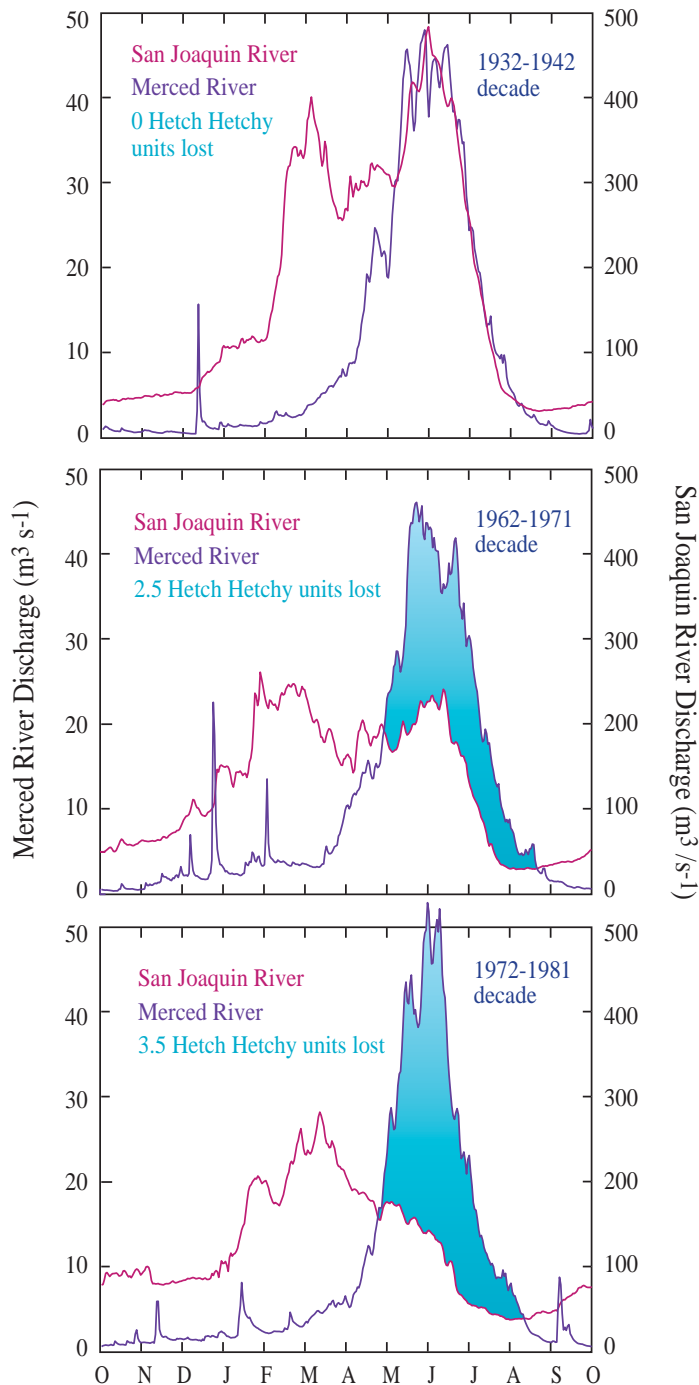 50
40
30
20
10
0
500
400
300
200
100
0
San Joaquin River
Merced River
0 Hetch Hetchy
units lost
1932-1942
decade
Merced River Discharge (m³ s-¹)
San Joaquin River Discharge (m³ /s-¹)
50
40
30
20
10
0
500
400
300
200
100
0
San Joaquin River
Merced River
2.5 Hetch Hetchy units lost
1962-1971
decade
50
40
30
20
10
0
500
400
300
200
100
0
San Joaquin River
Merced River
3.5 Hetch Hetchy units lost
1972-1981
decade
O N D J F M A M J J A S O